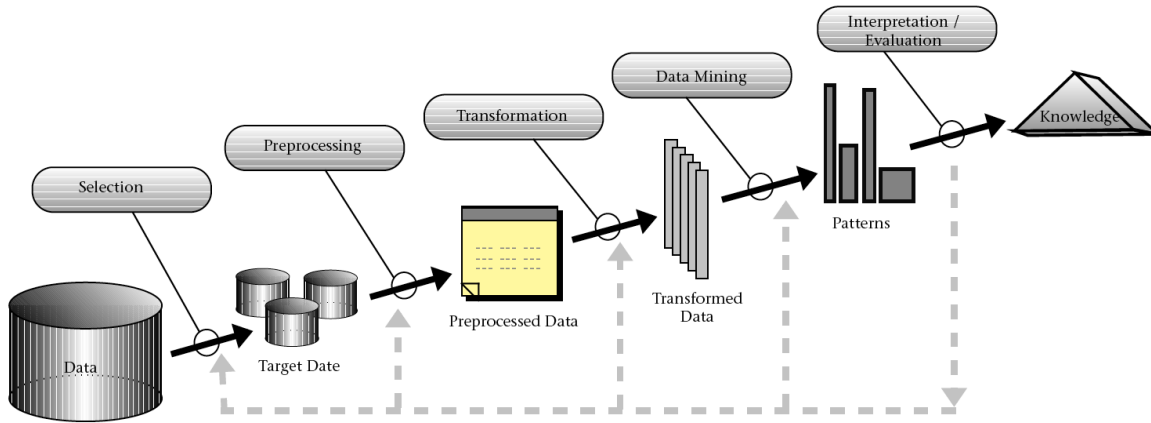 Interpretation /
Evaluation
Data Mining
Transformation
Preprocessing
Selection
Knowledge
Patterns
Transformed
Data
Preprocessed Data
Target Date
Data